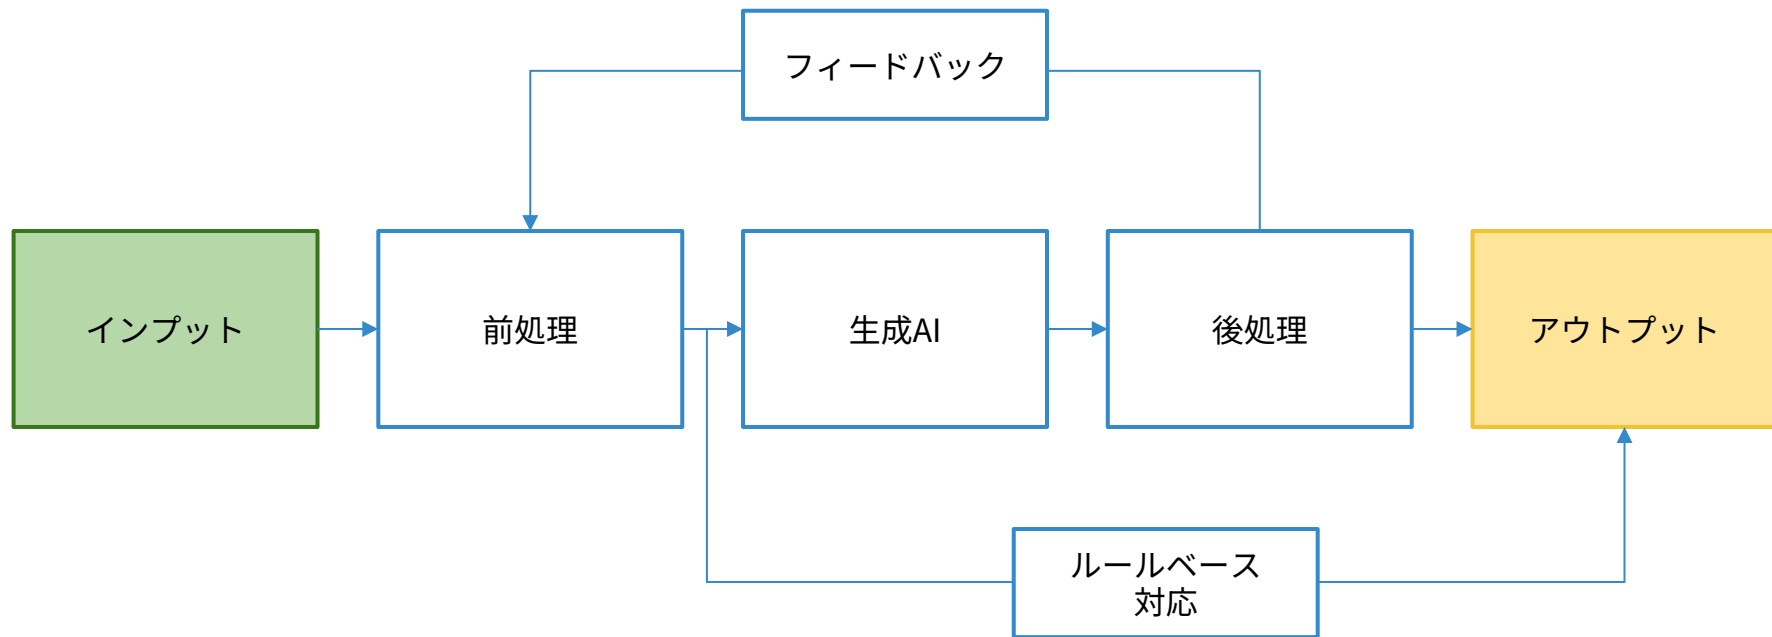 フィードバック
インプット
前処理
生成AI
後処理
アウトプット
ルールベース
対応